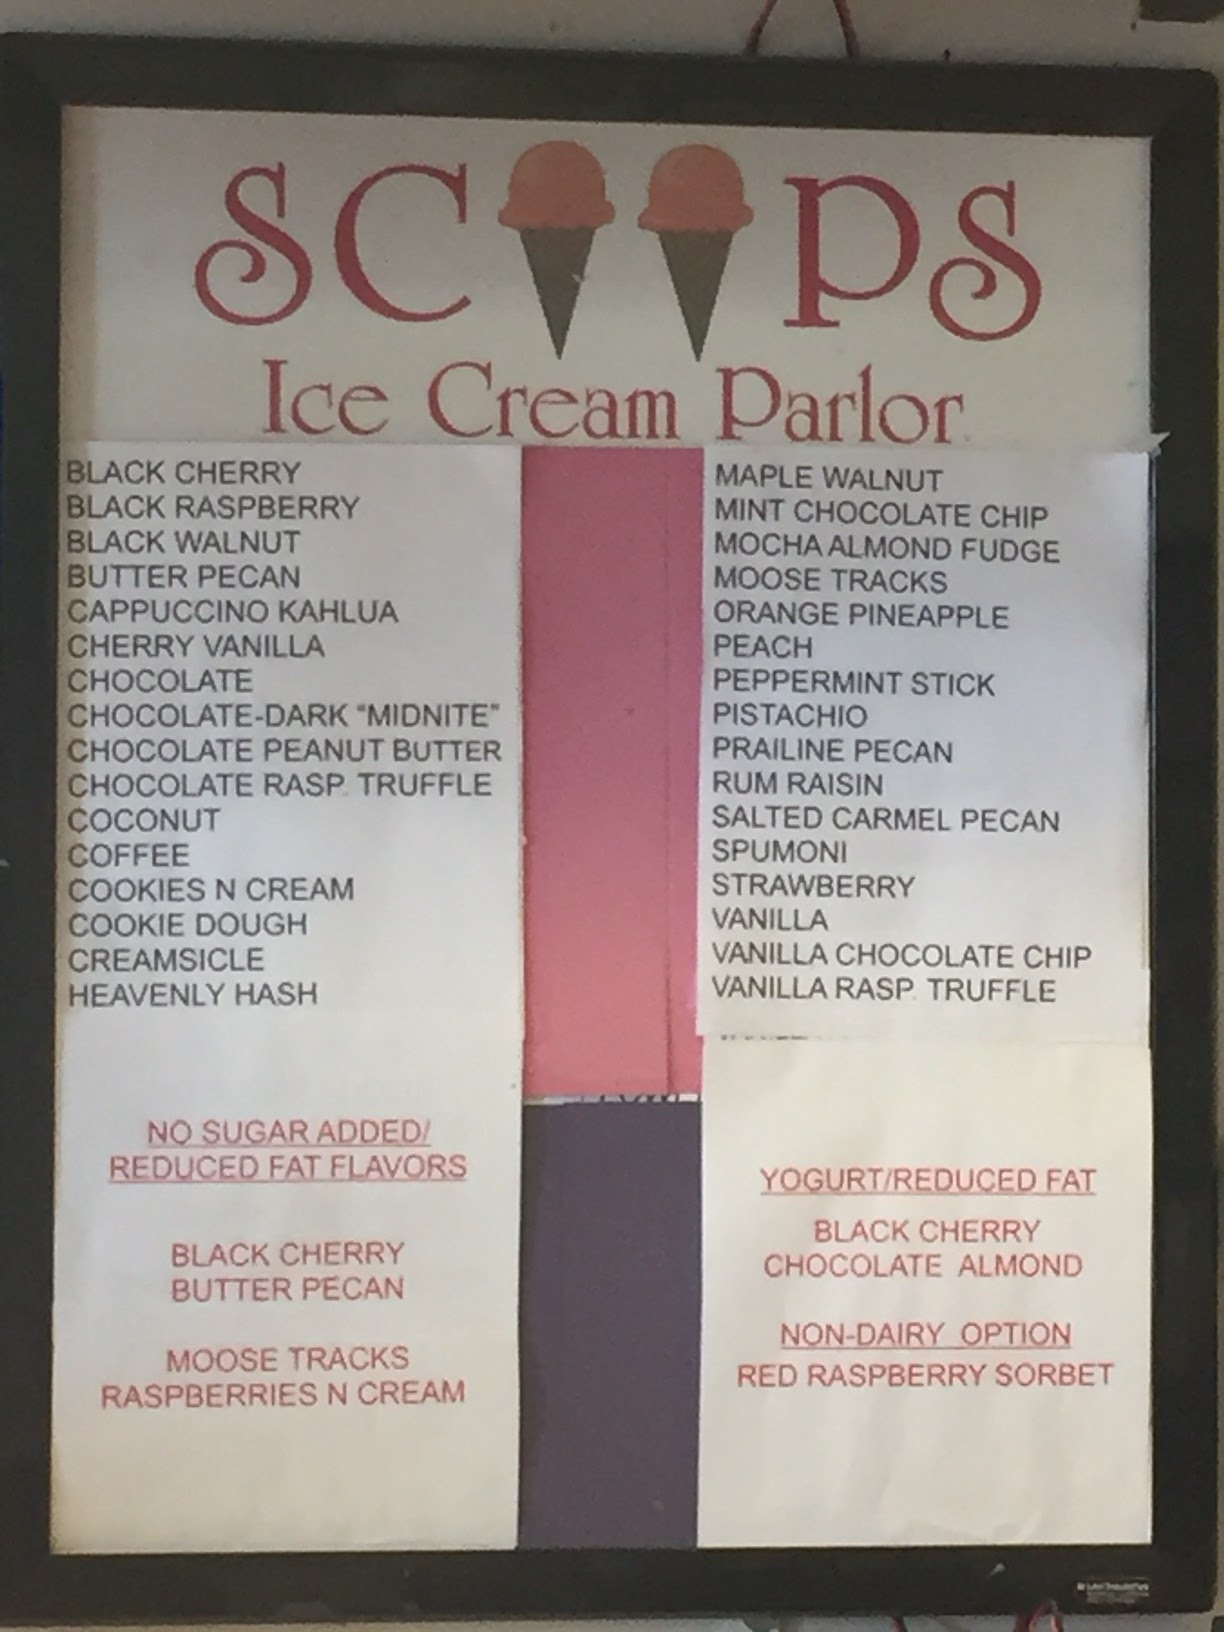 SCOOPS
Ice Cream Parlor
BLACK CHERRY
BLACK RASPBERRY
BLACK WALNUT
BUTTER PECAN
CAPPUCCINO KAHLUA
CHERRY VANILLA
CHOCOLATE
CHOCOLATE-DARK “MIDNITE”
CHOCOLATE PEANUT BUTTER
CHOCOLATE RASP. TRUFFLE
COCONUT
COFFEE
COOKIES N CREAM
COOKIE DOUGH
CREAMSICLE
HEAVENLY HASH
NO SUGAR ADDED/
REDUCED FAT FLAVORS
BLACK CHERRY
BUTTER PECAN
MOOSE TRACKS
RASPBERRIES N CREAM
MAPLE WALNUT
MINT CHOCOLATE CHIP
MOCHA ALMOND FUDGE
MOOSE TRACKS
ORANGE PINEAPPLE
PEACH
PEPPERMINT STICK
PISTACHIO
PRAILINE PECAN
RUM RAISIN
SALTED CARMEL PECAN
SPUMONI
STRAWBERRY
VANILLA
VANILLA CHOCOLATE CHIP
VANILLA RASP. TRUFFLE
YOGURT/REDUCED FAT
BLACK CHERRY
CHOCOLATE ALMOND
NON-DAIRY OPTION
RED RASPBERRY SORBET